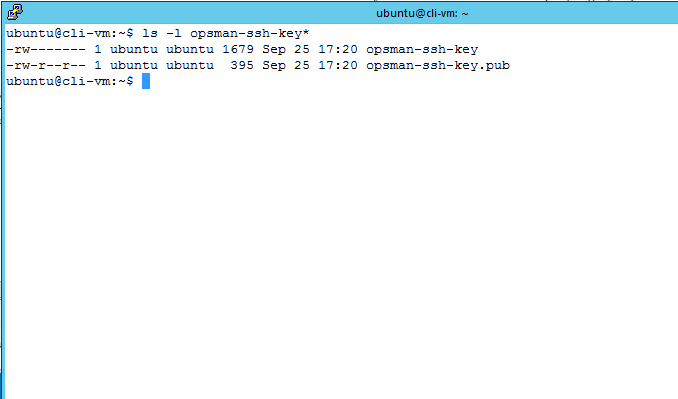 ubuntu@cli-vm: ~
ubuntu@cli-vm:~$ ls -l opsman-ssh-key*
-rw------- 1 ubuntu ubuntu 1679 Sep 25 17:20 opsman-ssh-key
-rw-r--r-- 1 ubuntu ubuntu  395 Sep 25 17:20 opsman-ssh-key.pub
ubuntu@cli-vm:~$